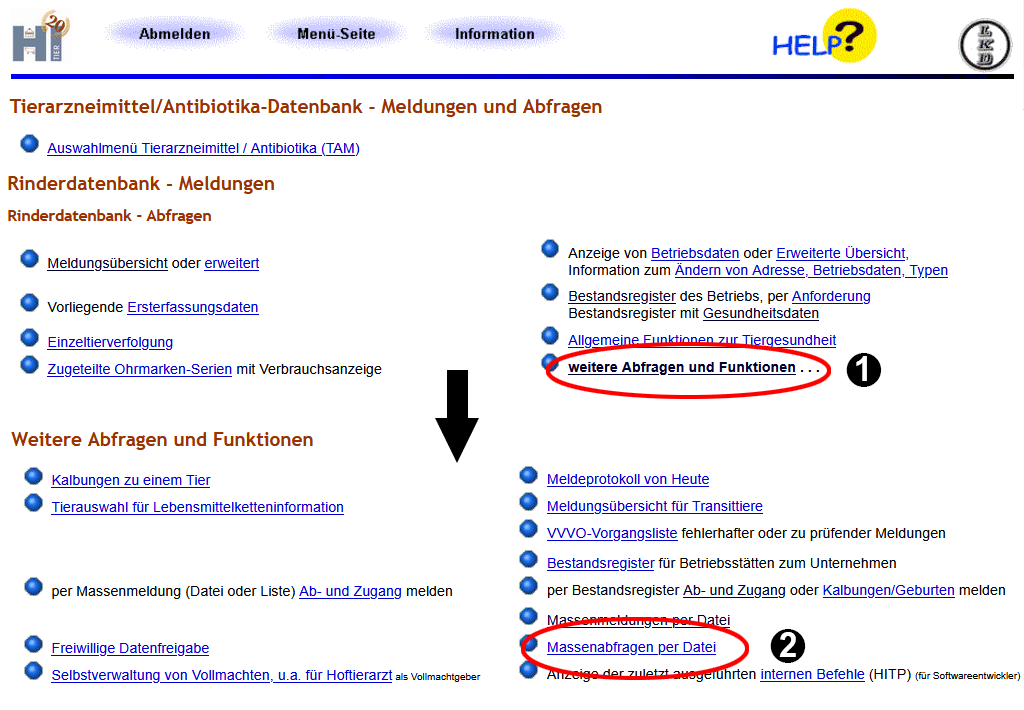 20
HI
TIER
Abmelden
Menü-Seite
Information
HELP?
LKD
Tierarzneimittel/Antibiotika-Datenbank - Meldungen und Abfragen
Auswahlmenü Tierarzneimittel / Antibiotika (TAM)
Rinderdatenbank - Meldungen
Rinderdatenbank - Abfragen
Meldungsübersicht oder erweitert
Vorliegende Ersterfassungsdaten
Einzeltierverfolgung
Zugeteilte Ohrmarken-Serien mit Verbrauchsanzeige
Anzeige von Betriebsdaten oder Erweiterte Übersicht,
Information zum Ändern von Adresse, Betriebsdaten, Typen
Bestandsregister des Betriebs, per Anforderung
Bestandsregister mit Gesundheitsdaten
Allgemeine Funktionen zur Tiergesundheit
weitere Abfragen und Funktionen . . .
1
Weitere Abfragen und Funktionen
Kalbungen zu einem Tier
Tierauswahl für Lebensmittelketteninformation
per Massenmeldung (Datei oder Liste) Ab- und Zugang melden
Freiwillige Datenfreigabe
Selbstverwaltung von Vollmachten, u.a. für Hoftierarzt als Vollmachtgeber
Meldeprotokoll von Heute
Meldungsübersicht für Transittiere
VVVO-Vorgangsliste fehlerhafter oder zu prüfender Meldungen
Bestandsregister für Betriebsstätten zum Unternehmen
per Bestandsregister Ab- und Zugang oder Kalbungen/Geburten melden
Massenmeldungen per Datei
Massenabfragen per Datei
2
Anzeige der zuletzt ausgeführten internen Befehle (HITP) (für Softwareentwickler)